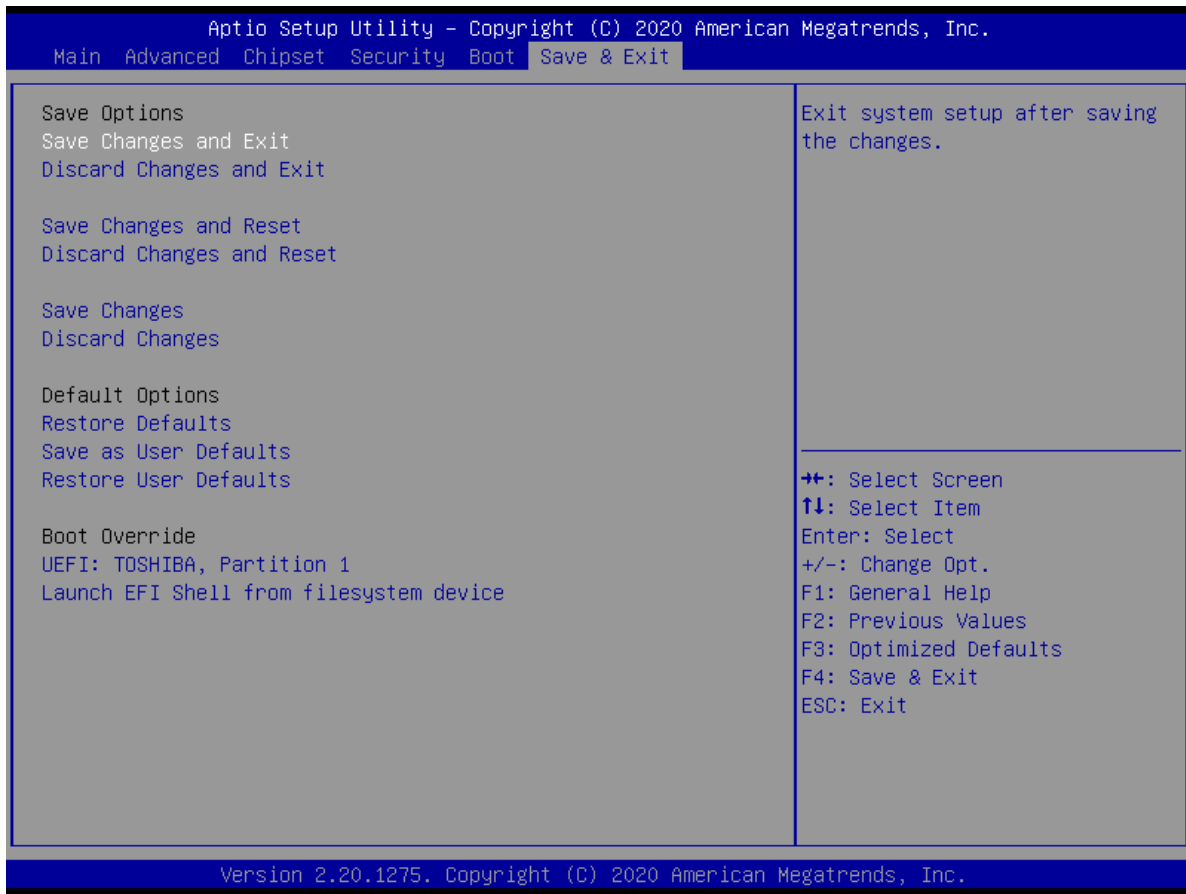 Aptio Setup Utility – Copyright (C) 2020 American Megatrends, Inc.
Main Advanced Chipset Security Boot Save & Exit
Save Options
Save Changes and Exit
Discard Changes and Exit
Save Changes and Reset
Discard Changes and Reset
Save Changes
Discard Changes
Default Options
Restore Defaults
Save as User Defaults
Restore User Defaults
Boot Override
UEFI: TOSHIBA, Partition 1
Launch EFI Shell from filesystem device
Exit system setup after saving
the changes.
→←: Select Screen
↑↓: Select Item
Enter: Select
+/-: Change Opt.
F1: General Help
F2: Previous Values
F3: Optimized Defaults
F4: Save & Exit
ESC: Exit
Version 2.20.1275. Copyright (C) 2020 American Megatrends, Inc.